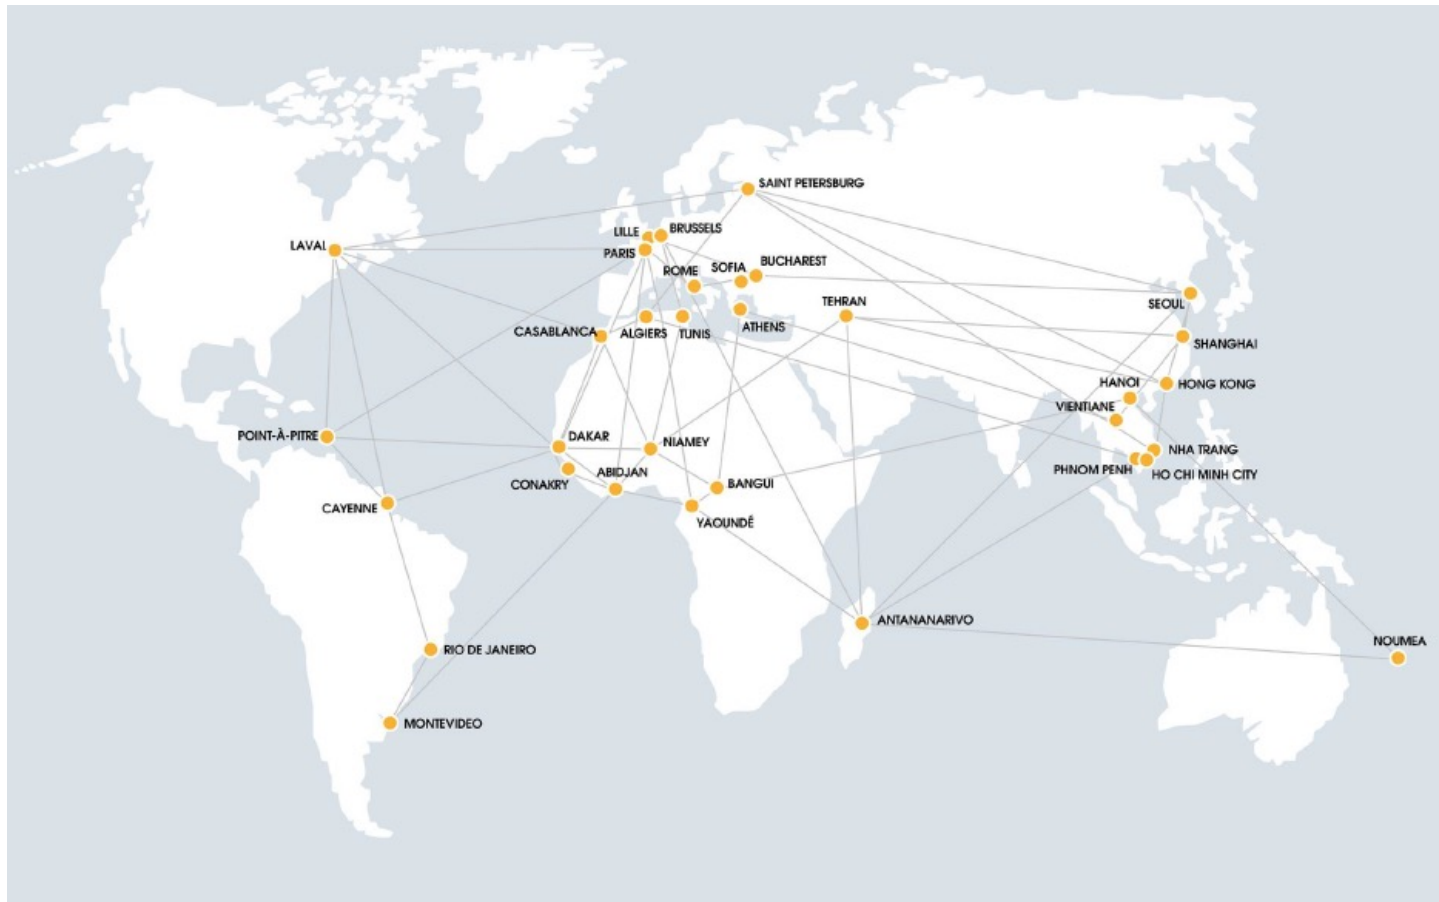 SAINT PETERSBURG
LILLE
BRUSSELS
LAVAL
PARIS
ROME
SOFIA
BUCHAREST
TEHRAN
SEOUL
CASABLANCA
ALGIERS
TUNIS
ATHENS
SHANGHAI
HANOI
HONG KONG
VIENTIANE
POINT-À-PITRE
DAKAR
NIAMEY
NHA TRANG
PHNOM PENH
HO CHI MINH CITY
CONAKRY
ABIDJAN
BANGUI
CAYENNE
YAOUNDÉ
ANTANANARIVO
NOUMEA
RIO DE JANEIRO
MONTEVIDEO